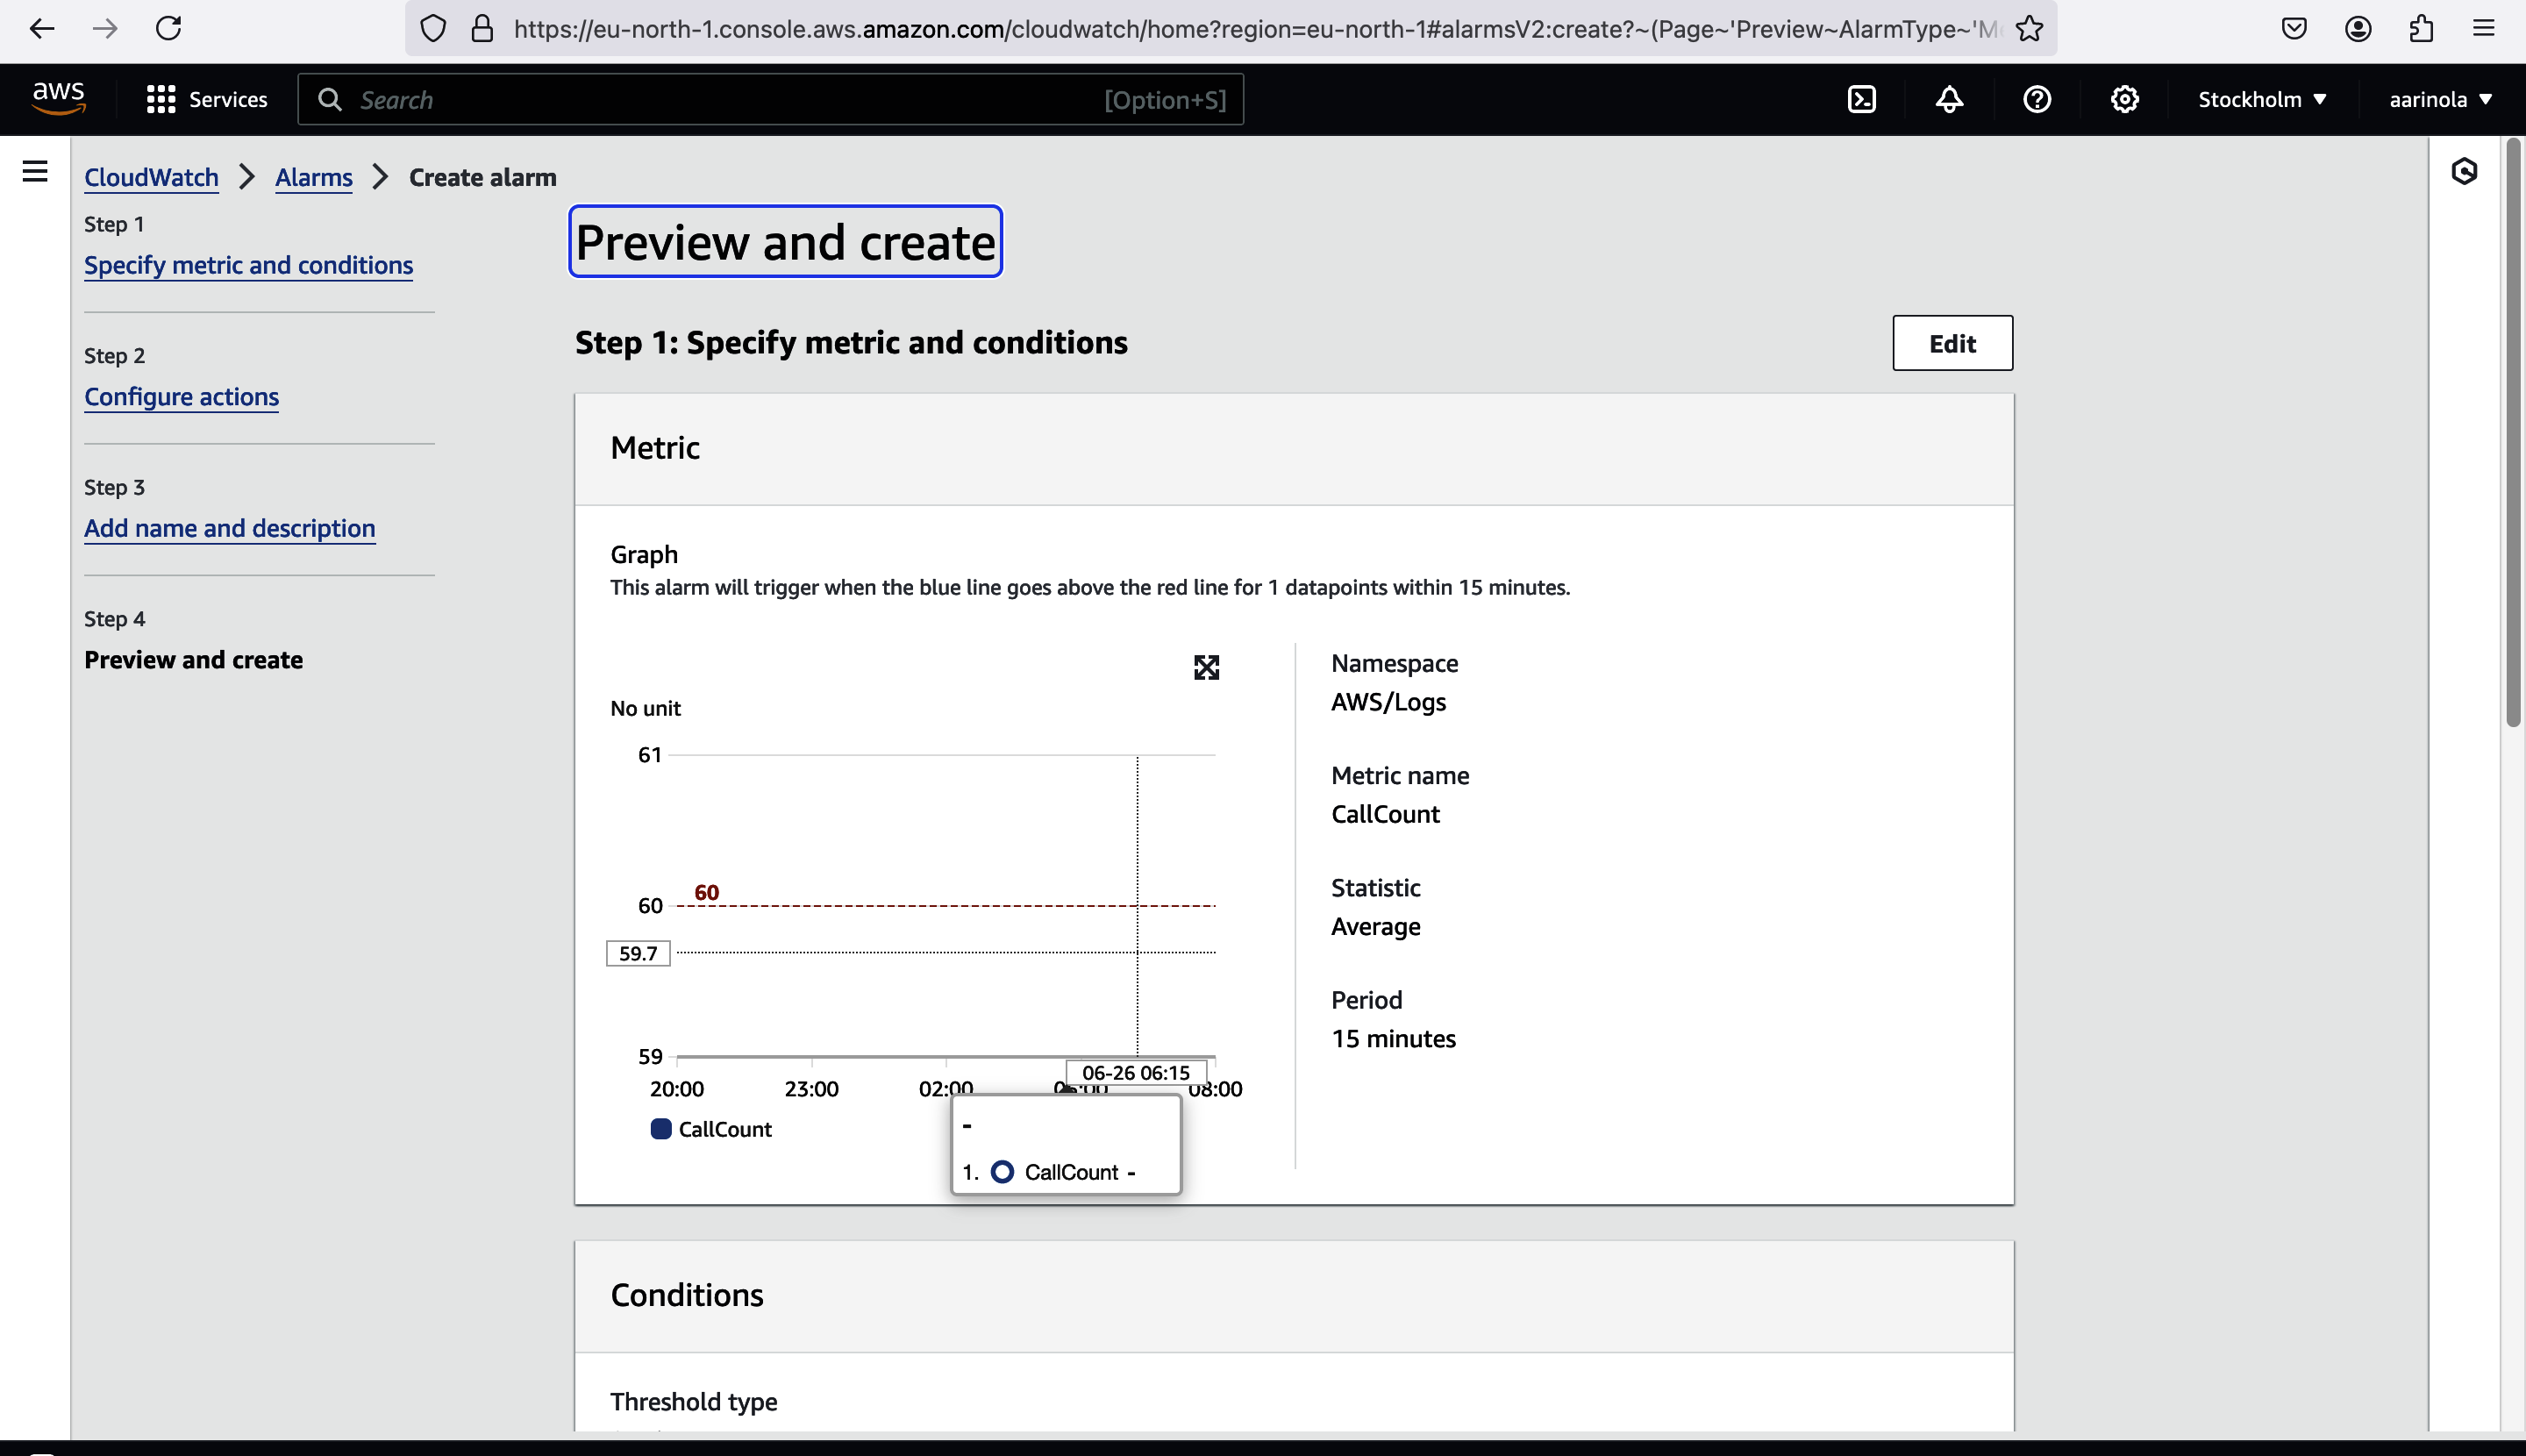 https://eu-north-1.console.aws.amazon.com/cloudwatch/home?region=eu-north-1#alarmsV2:create?~(Page~'Preview~AlarmType~'Me
aws
Services
Search
[Option+S]
Stockholm
aarinola
CloudWatch
Alarms
Create alarm
Step 1
Specify metric and conditions
Step 2
Configure actions
Step 3
Add name and description
Step 4
Preview and create
Preview and create
Step 1: Specify metric and conditions
Edit
Metric
Graph
This alarm will trigger when the blue line goes above the red line for 1 datapoints within 15 minutes.
No unit
61
60
60
59.7
59
06-26 06:15
20:00
23:00
02:00
08:00
CallCount
-
1. CallCount -
Namespace
AWS/Logs
Metric name
CallCount
Statistic
Average
Period
15 minutes
Conditions
Threshold type